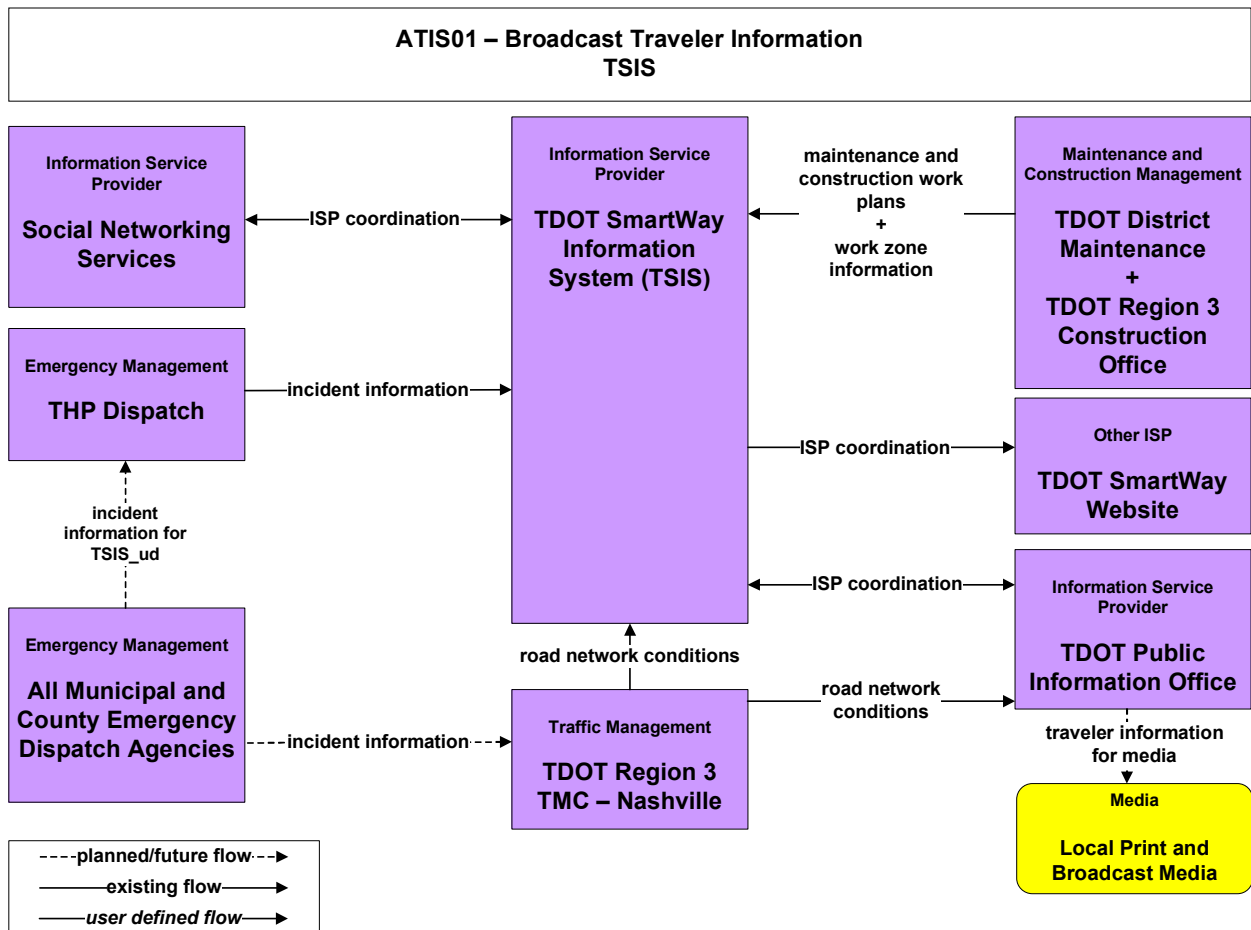 ATIS01 – Broadcast Traveler Information
TSIS
Information Service
Provider
Social Networking
Services
ISP coordination
Information Service
Provider
TDOT SmartWay
Information
System (TSIS)
maintenance and
construction work
plans
+
work zone
information
Maintenance and
Construction Management
TDOT District
Maintenance
+
TDOT Region 3
Construction
Office
Emergency Management
THP Dispatch
incident information
ISP coordination
Other ISP
TDOT SmartWay
Website
incident
information for
TSIS_ud
ISP coordination
Information Service
Provider
TDOT Public
Information Office
Emergency Management
All Municipal and
County Emergency
Dispatch Agencies
incident information
road network conditions
Traffic Management
TDOT Region 3
TMC – Nashville
road network
conditions
traveler information
for media
Media
Local Print and
Broadcast Media
planned/future flow
existing flow
user defined flow